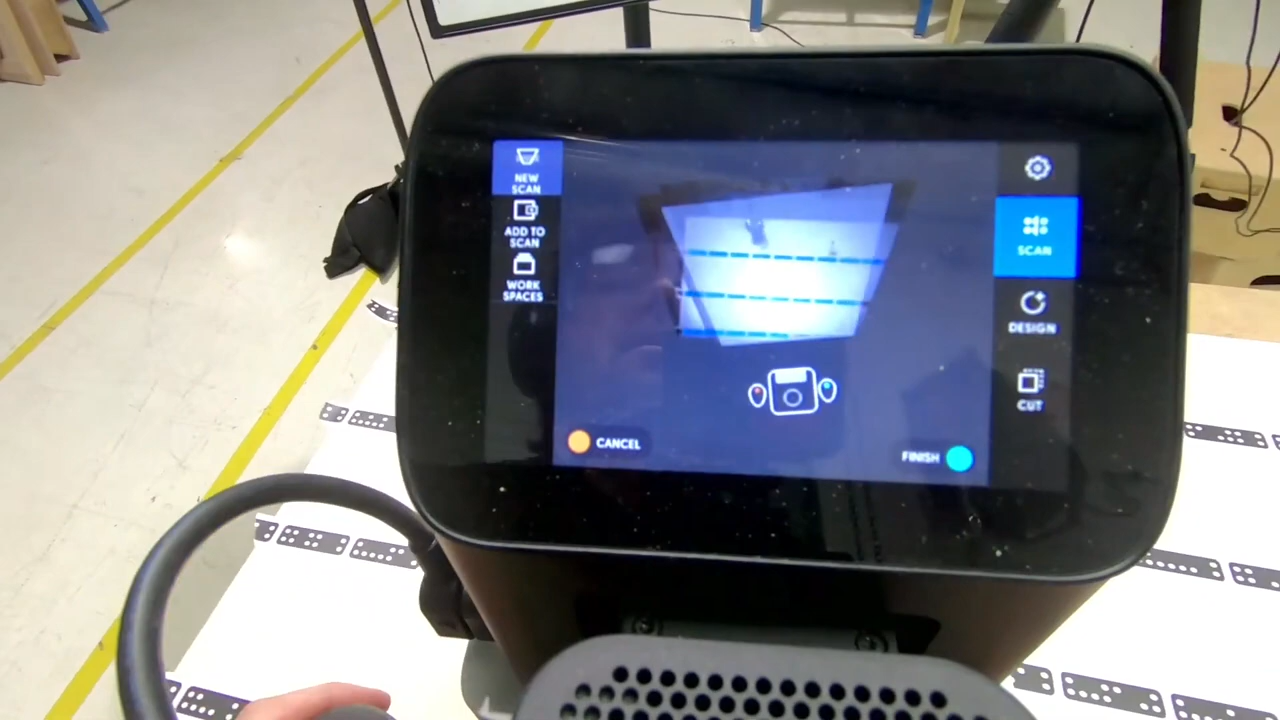 NEW
SCAN
ADD TO
SCAN
WORK
SPACES
SCAN
DESIGN
CUT
CANCEL
FINISH